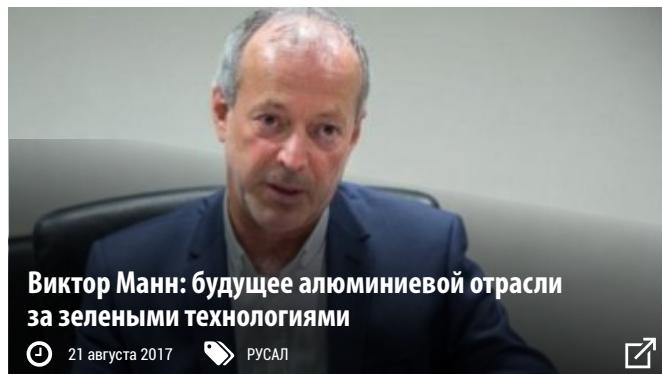 Виктор Манн: будущее алюминиевой отрасли
за зелеными технологиями
21 августа 2017 РУСАЛ